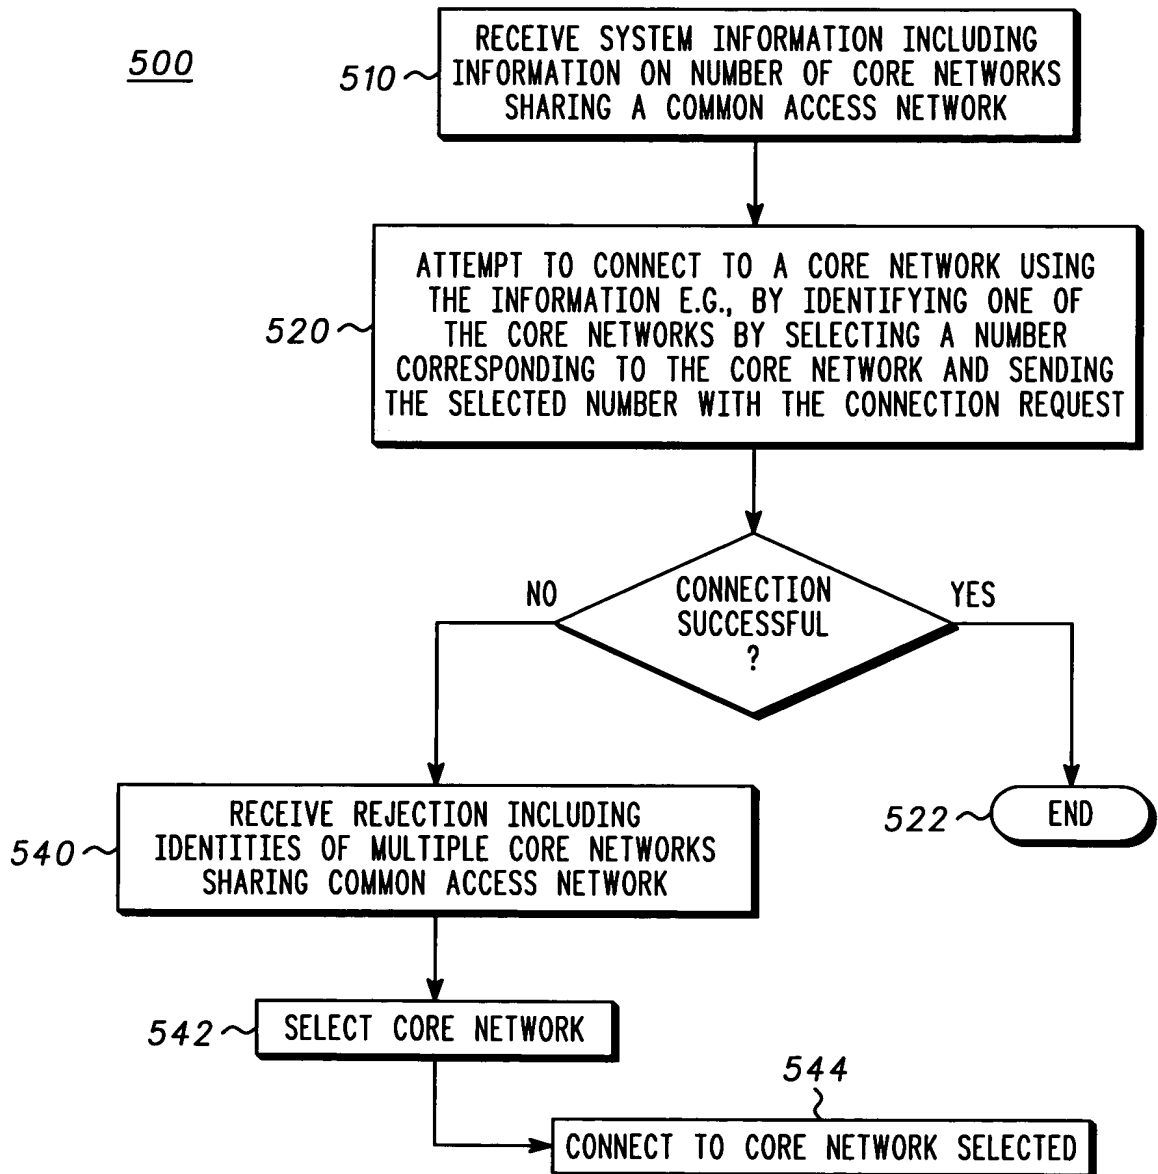 500
510
RECEIVE SYSTEM INFORMATION INCLUDING
INFORMATION ON NUMBER OF CORE NETWORKS
SHARING A COMMON ACCESS NETWORK
520
ATTEMPT TO CONNECT TO A CORE NETWORK USING
THE INFORMATION E.G., BY IDENTIFYING ONE OF
THE CORE NETWORKS BY SELECTING A NUMBER
CORRESPONDING TO THE CORE NETWORK AND SENDING
THE SELECTED NUMBER WITH THE CONNECTION REQUEST
NO
CONNECTION
SUCCESSFUL
?
YES
540
RECEIVE REJECTION INCLUDING
IDENTITIES OF MULTIPLE CORE NETWORKS
SHARING COMMON ACCESS NETWORK
522
END
542
SELECT CORE NETWORK
544
CONNECT TO CORE NETWORK SELECTED